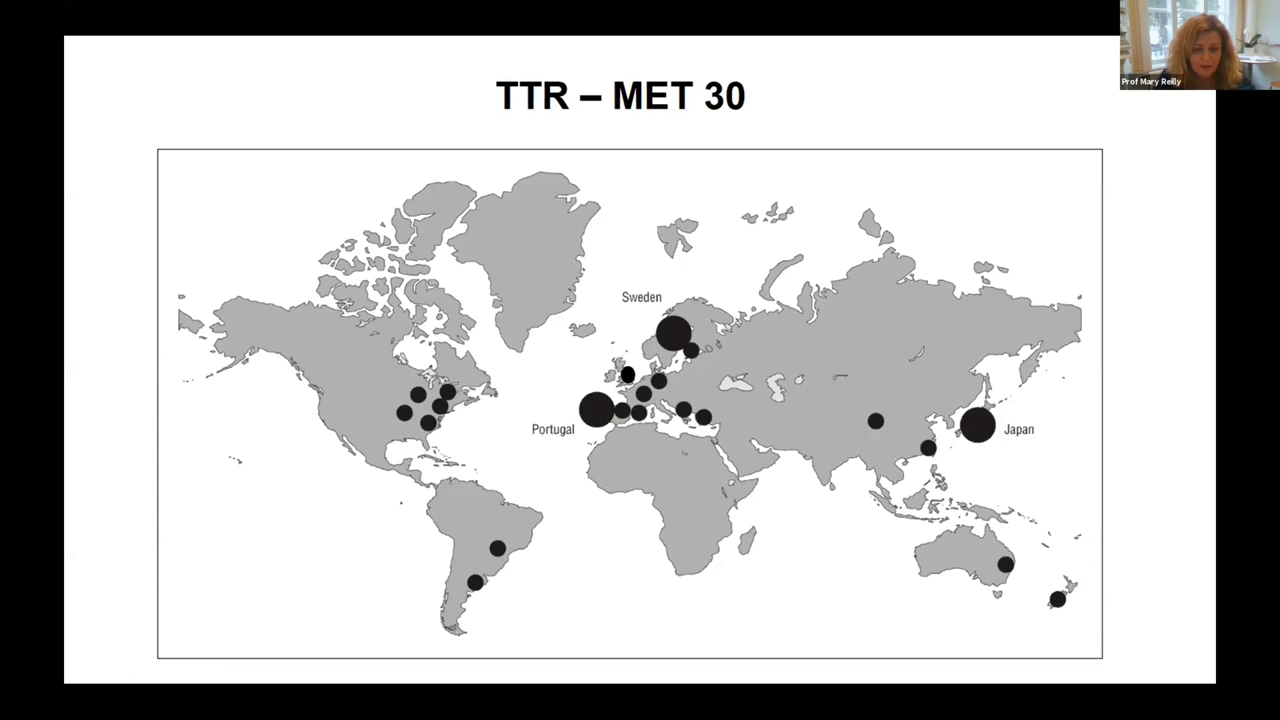 Prof Mary Reilly
TTR – MET 30
Sweden
Portugal
Japan